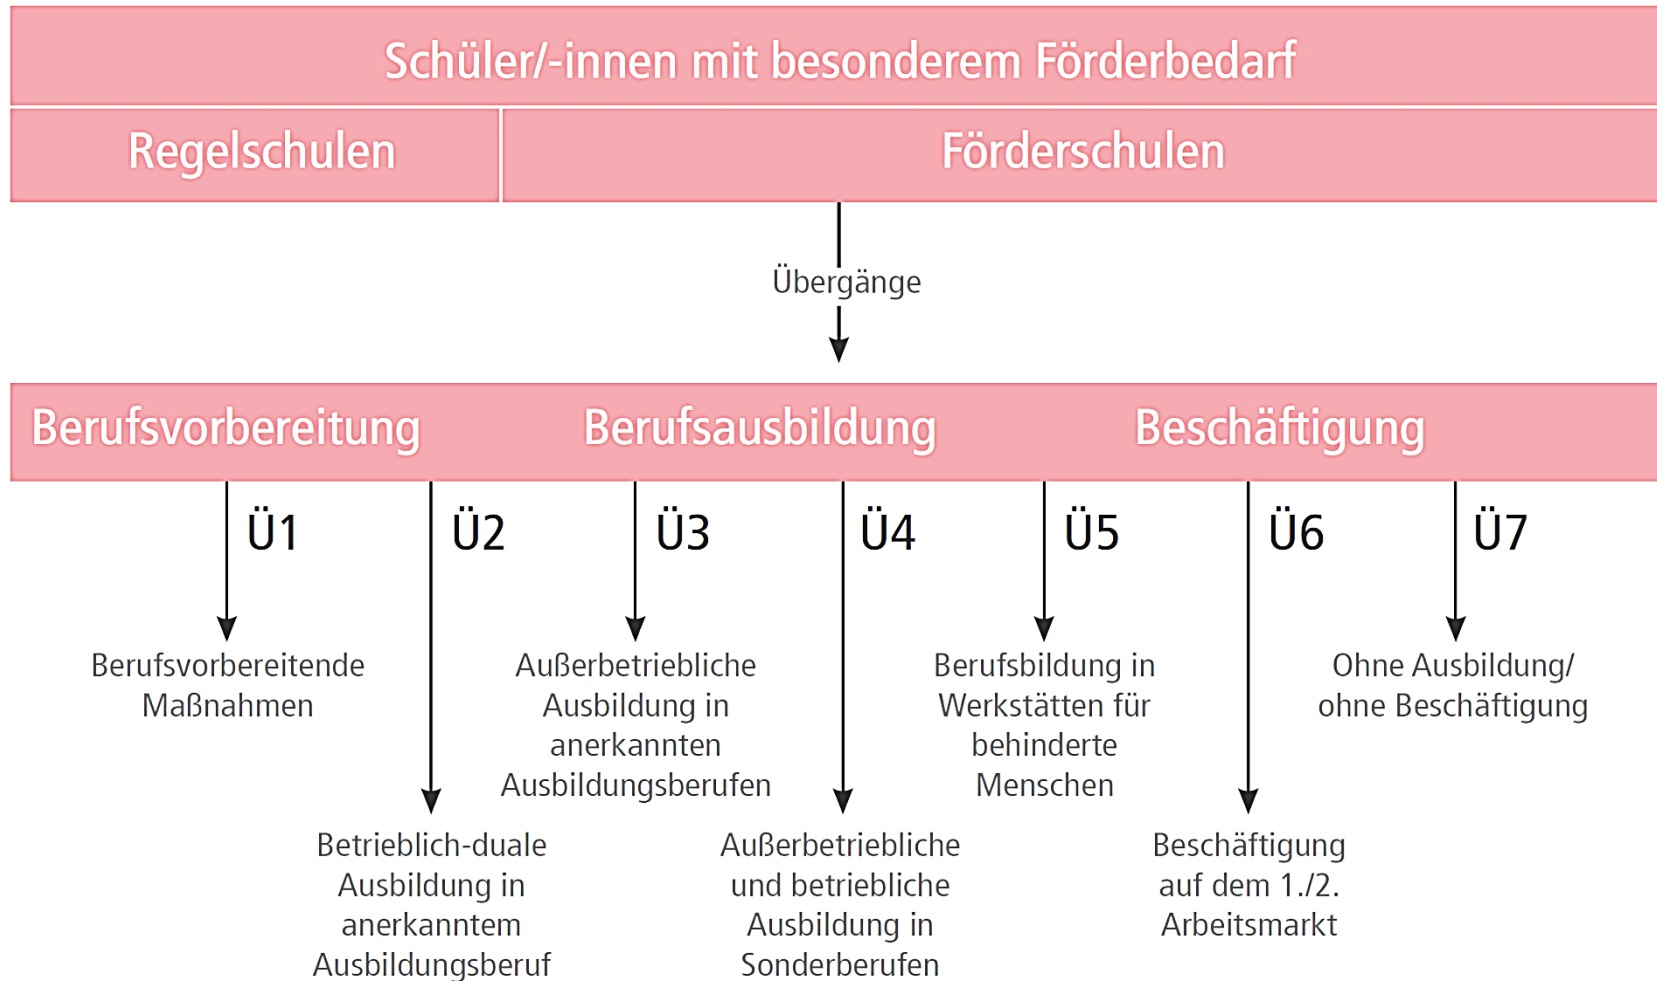 Schüler/-innen mit besonderem Förderbedarf
Regelschulen
Förderschulen
Übergänge
Berufsvorbereitung
Berufsausbildung
Beschäftigung
Ü1
Ü2
Ü3
Ü4
Ü5
Ü6
Ü7
Berufsvorbereitende
Maßnahmen
Betrieblich-duale
Ausbildung in
anerkanntem
Ausbildungsberuf
Außerbetriebliche
Ausbildung in
anerkannten
Ausbildungsberufen
Außerbetriebliche
und betriebliche
Ausbildung in
Sonderberufen
Berufsbildung in
Werkstätten für
behinderte
Menschen
Beschäftigung
auf dem 1./2.
Arbeitsmarkt
Ohne Ausbildung/
ohne Beschäftigung